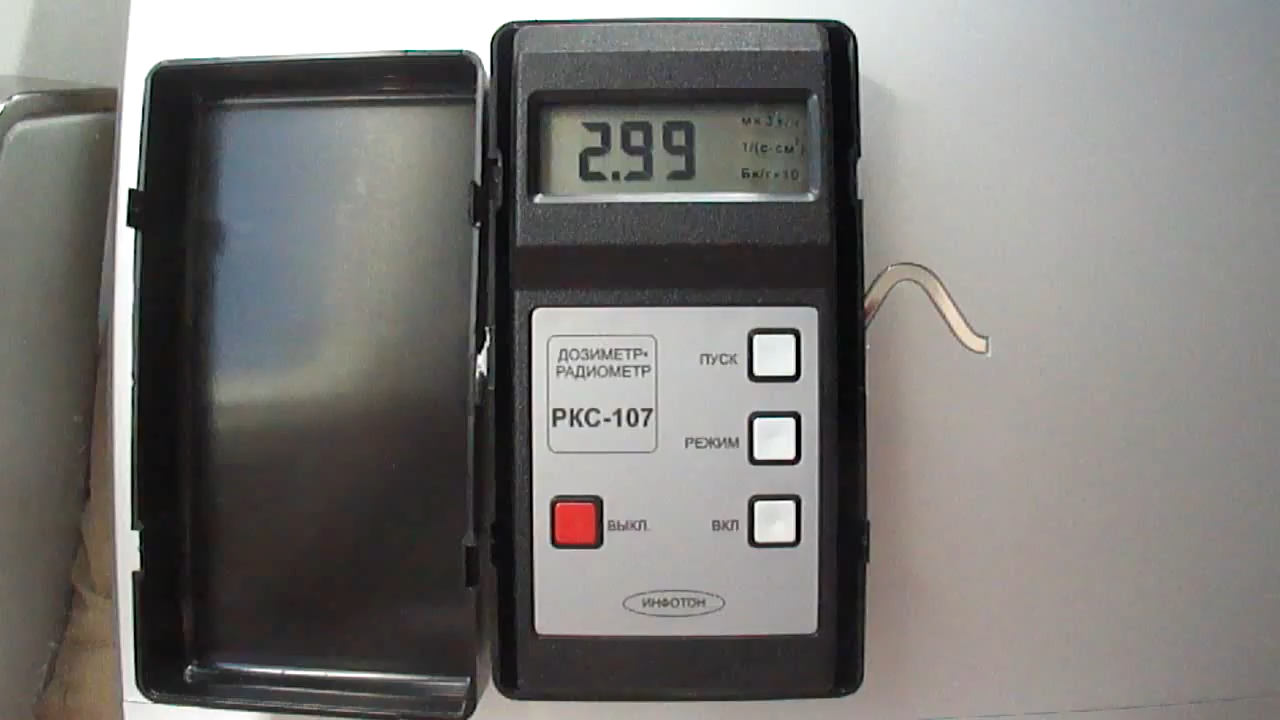 2.99
мкЗв/ч
1/(с·см²)
Бк/г×10
ДОЗИМЕТР-
РАДИОМЕТР
РКС-107
ПУСК
РЕЖИМ
ВЫКЛ.
ВКЛ
ИНФОТОН